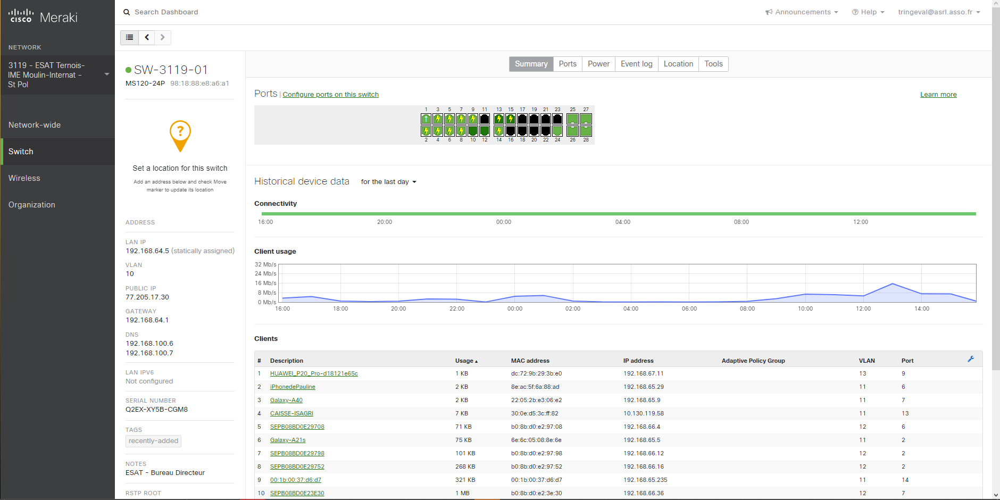 cisco Meraki
Search Dashboard
Announcements
Help
tringeval@asrl.asso.fr
NETWORK
3119 - ESAT Ternois-
IME Moulin-Internat -
St Pol
Network-wide
Switch
Wireless
Organization
SW-3119-01
MS120-24P 98:18:88:e8:a6:a1
?
Set a location for this switch
Add an address below and check Move
marker to update its location
ADDRESS
LAN IP
192.168.64.5 (statically assigned)
VLAN
10
PUBLIC IP
77.205.17.30
GATEWAY
192.168.64.1
DNS
192.168.100.6
192.168.100.7
LAN IPV6
Not configured
SERIAL NUMBER
Q2EX-XY5B-CGM8
TAGS
recently-added
NOTES
ESAT - Bureau Directeur
RSTP ROOT
Summary Ports Power Event log Location Tools
Ports | Configure ports on this switch
Learn more
1 3 5 7 9 11 13 15 17 19 21 23 25 27
2 4 6 8 10 12 14 16 18 20 22 24 26 28
Historical device data for the last day
Connectivity
16:00 20:00 00:00 04:00 08:00 12:00
Client usage
32 Mb/s
24 Mb/s
16 Mb/s
8 Mb/s
0 Mb/s
16:00 18:00 20:00 22:00 00:00 02:00 04:00 06:00 08:00 10:00 12:00 14:00
Clients
# Description Usage MAC address IP address Adaptive Policy Group VLAN Port
1 HUAWEI_P20_Pro-d18121e65c 1 KB dc:72:9b:29:3b:e0 192.168.67.11 13 9
2 iPhonedePauline 2 KB 8e:ac:5f:6a:88:ad 192.168.65.29 11 6
3 Galaxy-A40 2 KB 22:05:2b:e3:06:e2 192.168.65.9 11 7
4 CAISSE-ISAGRI 7 KB 30:0e:d5:3c:ff:82 10.130.119.58 11 13
5 SEPB08BD0E29708 71 KB b0:8b:d0:e2:97:08 192.168.66.4 12 6
6 Galaxy-A21s 75 KB 6e:6c:05:08:8e:6e 192.168.65.5 11 2
7 SEPB08BD0E29798 101 KB b0:8b:d0:e2:97:98 192.168.66.12 12 2
8 SEPB08BD0E29752 268 KB b0:8b:d0:e2:97:52 192.168.66.16 12 2
9 00:1b:00:37:d6:d7 321 KB 00:1b:00:37:d6:d7 192.168.65.235 11 14
10 SEPB08BD0E23E30 1 MB b0:8b:d0:e2:3e:30 192.168.66.36 12 7